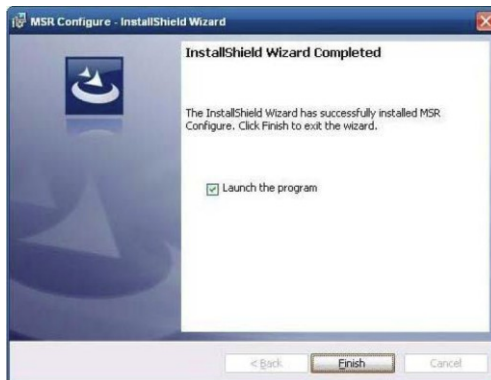 MSR Configure - InstallShield Wizard
InstallShield Wizard Completed
The InstallShield Wizard has successfully installed MSR
Configure. Click Finish to exit the wizard.
Launch the program
< Back
Finish
Cancel